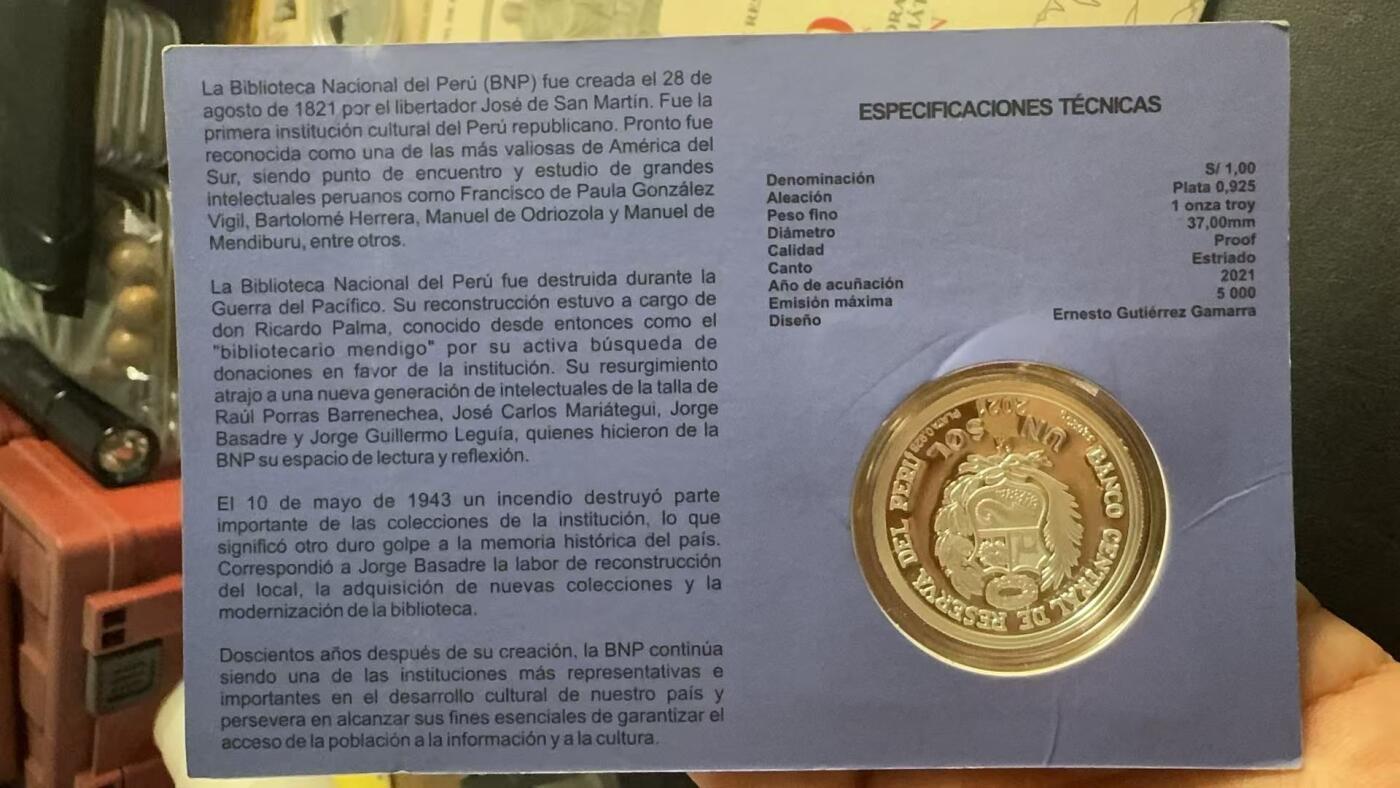 La Biblioteca Nacional del Perú (BNP) fue creada el 28 de
agosto de 1821 por el libertador José de San Martín. Fue la
primera institución cultural del Perú republicano. Pronto fue
reconocida como una de las más valiosas de América del
Sur, siendo punto de encuentro y estudio de grandes
intelectuales peruanos como Francisco de Paula González
Vigil, Bartolomé Herrera, Manuel de Odriozola y Manuel de
Mendiburu, entre otros.
La Biblioteca Nacional del Perú fue destruida durante la
Guerra del Pacífico. Su reconstrucción estuvo a cargo de
don Ricardo Palma, conocido desde entonces como el
"bibliotecario mendigo" por su activa búsqueda de
donaciones en favor de la institución. Su resurgimiento
atrajo a una nueva generación de intelectuales de la talla de
Raúl Porras Barrenechea, José Carlos Mariátegui, Jorge
Basadre y Jorge Guillermo Leguía, quienes hicieron de la
BNP su espacio de lectura y reflexión.
El 10 de mayo de 1943 un incendio destruyó parte
importante de las colecciones de la institución, lo que
significó otro duro golpe a la memoria histórica del país.
Correspondió a Jorge Basadre la labor de reconstrucción
del local, la adquisición de nuevas colecciones y la
modernización de la biblioteca.
Doscientos años después de su creación, la BNP continúa
siendo una de las instituciones más representativas e
importantes en el desarrollo cultural de nuestro país y
persevera en alcanzar sus fines esenciales de garantizar el
acceso de la población a la información y a la cultura.
ESPECIFICACIONES TÉCNICAS
Denominación S/ 1,00
Aleación Plata 0,925
Peso fino 1 onza troy
Diámetro 37,00mm
Calidad Proof
Canto Estriado
Año de acuñación 2021
Emisión máxima 5 000
Diseño Ernesto Gutiérrez Gamarra
BANCO CENTRAL DE RESERVA DEL PERÚ
UN SOL
2021
PLATA 0.925